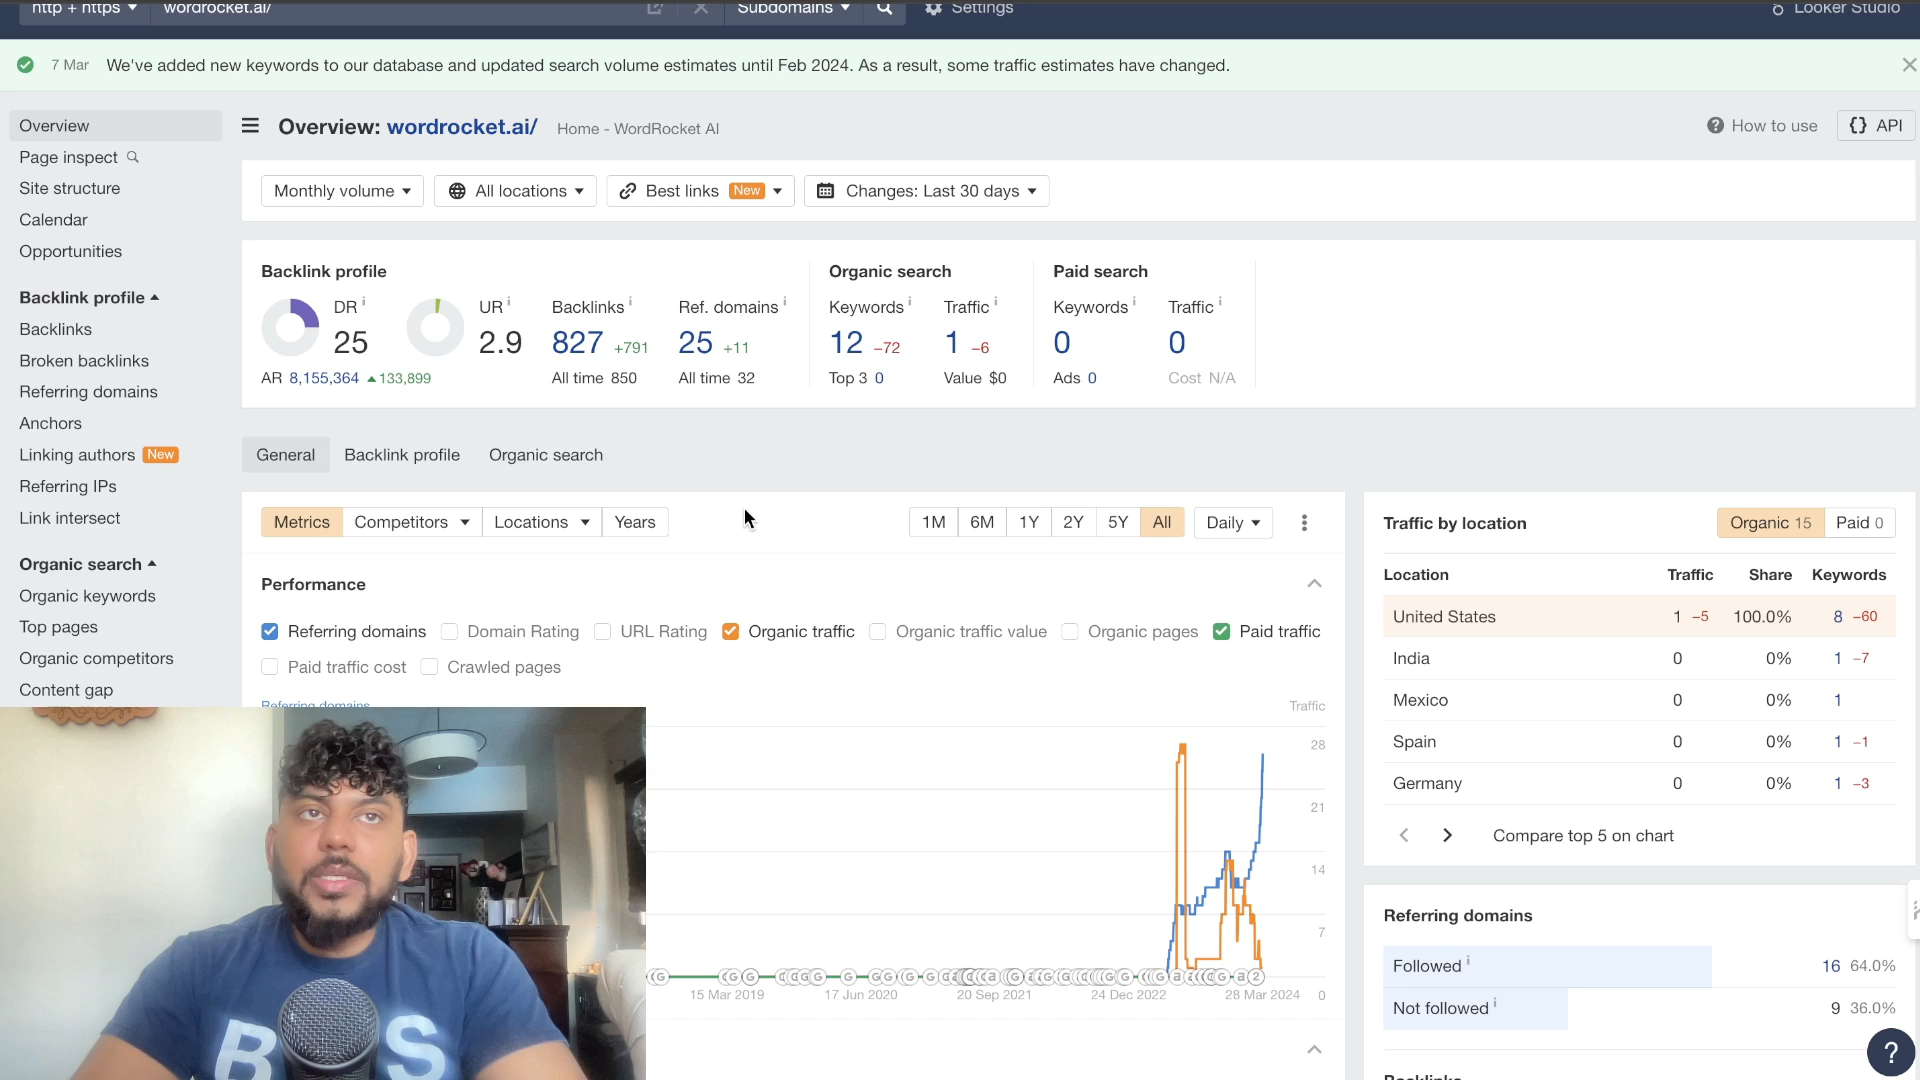 http + https
wordrocket.ai/
Subdomains
Settings
Looker Studio
7 Mar We've added new keywords to our database and updated search volume estimates until Feb 2024. As a result, some traffic estimates have changed.
Overview
Page inspect
Site structure
Calendar
Opportunities
Backlink profile
Backlinks
Broken backlinks
Referring domains
Anchors
Linking authors New
Referring IPs
Link intersect
Organic search
Organic keywords
Top pages
Organic competitors
Content gap
Overview: wordrocket.ai/ Home - WordRocket AI
How to use
{} API
Monthly volume
All locations
Best links New
Changes: Last 30 days
Backlink profile
DR i
25
AR 8,155,364 133,899
UR i
2.9
Backlinks i
827 +791
All time 850
Ref. domains i
25 +11
All time 32
Organic search
Keywords i
12 −72
Top 3 0
Traffic i
1 −6
Value $0
Paid search
Keywords i
0
Ads 0
Traffic i
0
Cost N/A
General Backlink profile Organic search
Metrics Competitors Locations Years
1M 6M 1Y 2Y 5Y All Daily
Performance
Referring domains Domain Rating URL Rating Organic traffic Organic traffic value Organic pages Paid traffic
Paid traffic cost Crawled pages
Referring domains
Traffic
28
21
14
7
0
15 Mar 2019 17 Jun 2020 20 Sep 2021 24 Dec 2022 28 Mar 2024
Traffic by location
Organic 15 Paid 0
Location Traffic Share Keywords
United States 1 −5 100.0% 8 −60
India 0 0% 1 −7
Mexico 0 0% 1
Spain 0 0% 1 −1
Germany 0 0% 1 −3
Compare top 5 on chart
Referring domains
Followed i 16 64.0%
Not followed i 9 36.0%
Backlinks
?
B S